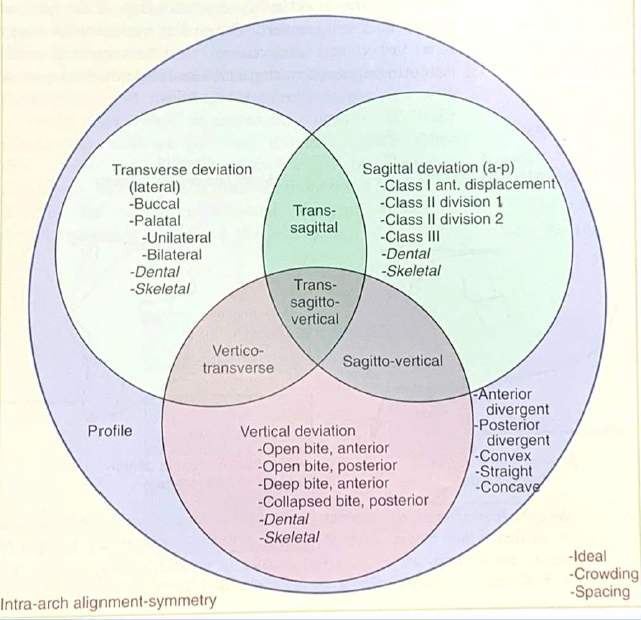 Transverse deviation
(lateral)
-Buccal
-Palatal
-Unilateral
-Bilateral
-Dental
-Skeletal
Trans-
sagittal
Sagittal deviation (a-p)
-Class I ant. displacement
-Class II division 1
-Class II division 2
-Class III
-Dental
-Skeletal
Trans-
sagitto-
vertical
Vertico-
transverse
Sagitto-vertical
Profile
-Anterior
divergent
-Posterior
divergent
-Convex
-Straight
-Concave
Vertical deviation
-Open bite, anterior
-Open bite, posterior
-Deep bite, anterior
-Collapsed bite, posterior
-Dental
-Skeletal
Intra-arch alignment-symmetry
-Ideal
-Crowding
-Spacing